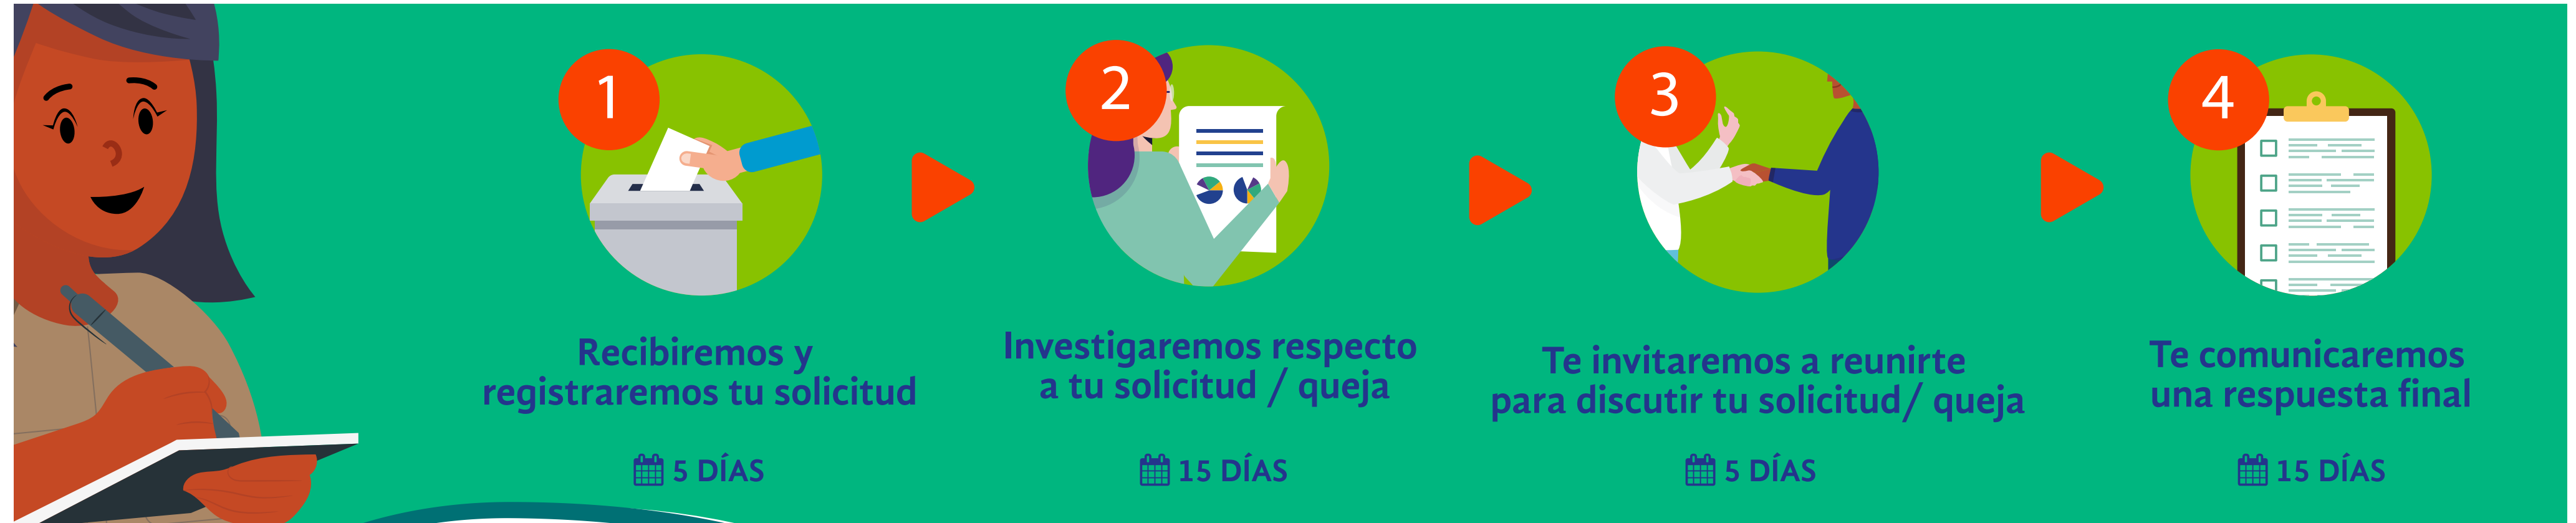 1
Recibiremos y
registraremos tu solicitud
5 DÍAS
2
Investigaremos respecto
a tu solicitud / queja
15 DÍAS
3
Te invitaremos a reunirte
para discutir tu solicitud/ queja
5 DÍAS
4
Te comunicaremos
una respuesta final
15 DÍAS